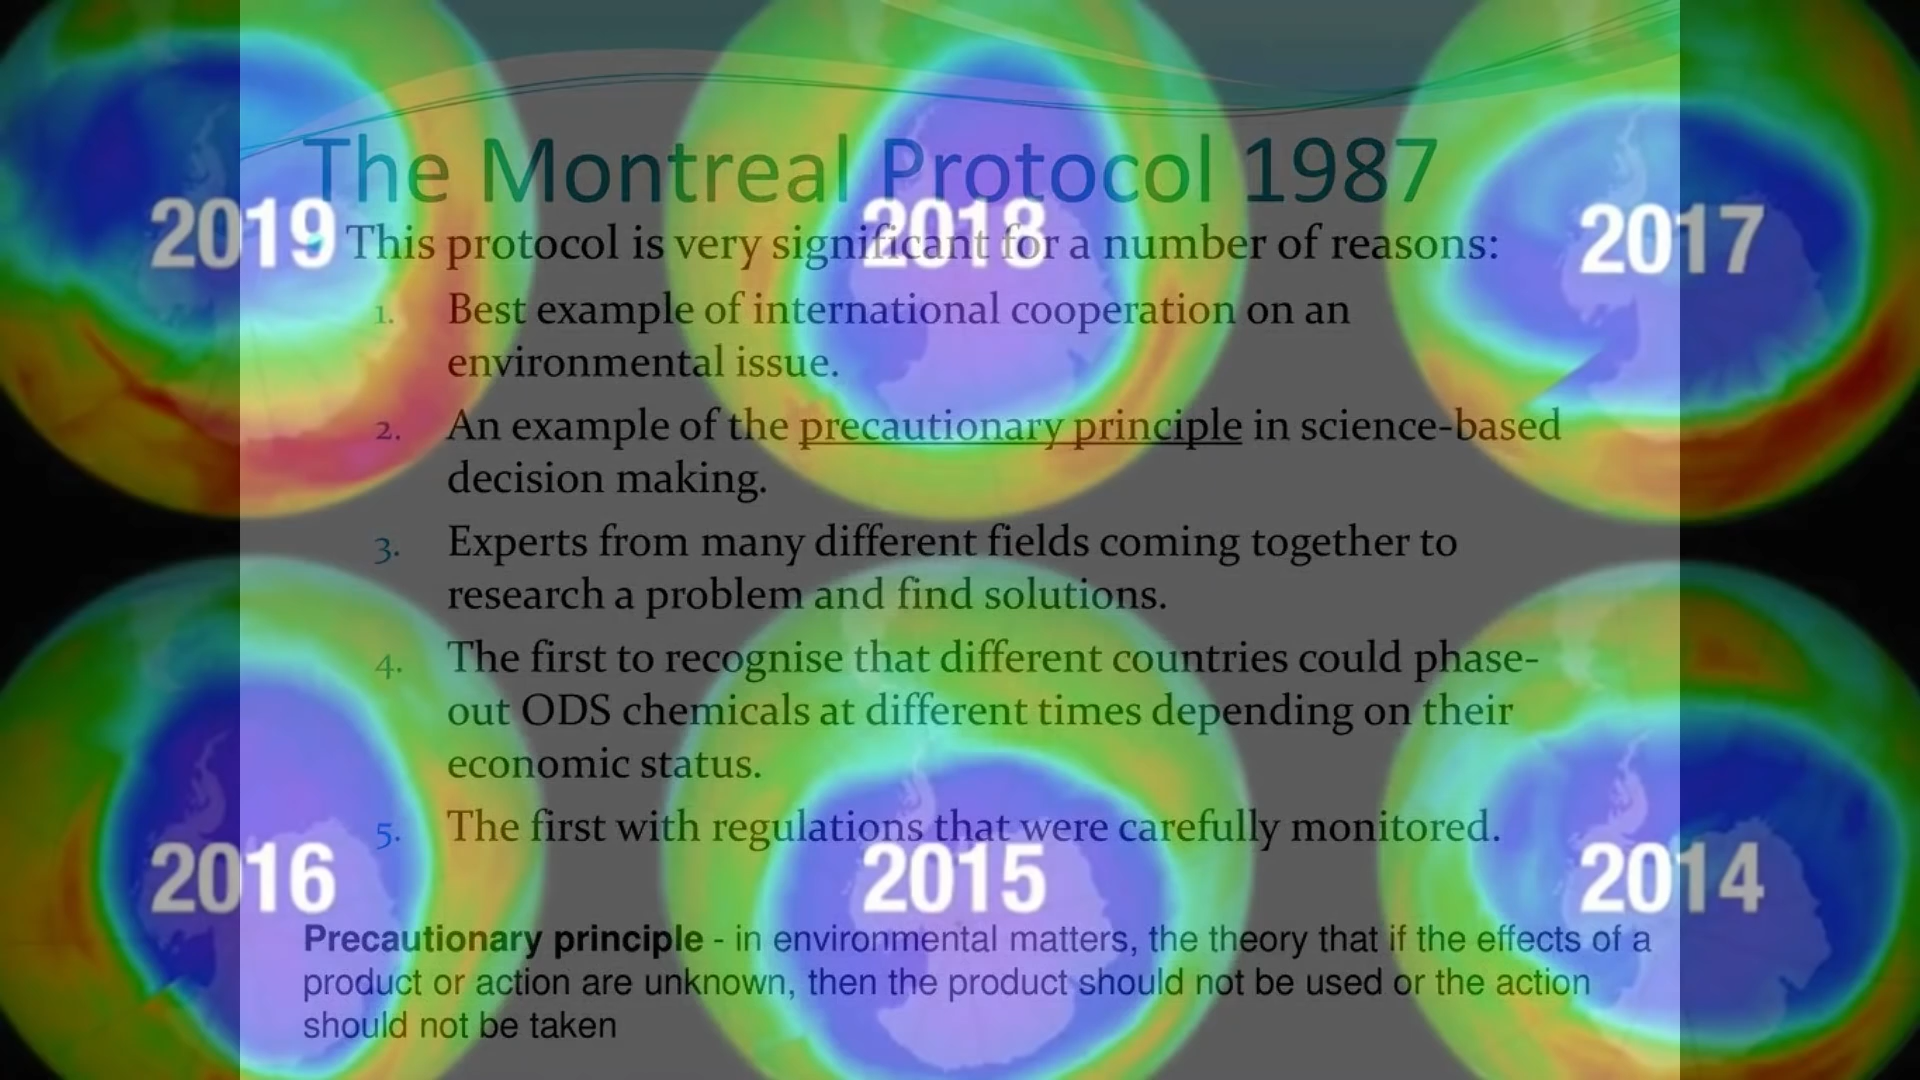 The Montreal Protocol 1987
2019 2018 2017
This protocol is very significant for a number of reasons:
1. Best example of international cooperation on an
environmental issue.
2. An example of the precautionary principle in science-based
decision making.
3. Experts from many different fields coming together to
research a problem and find solutions.
4. The first to recognise that different countries could phase-
out ODS chemicals at different times depending on their
economic status.
5. The first with regulations that were carefully monitored.
2016 2015 2014
Precautionary principle - in environmental matters, the theory that if the effects of a
product or action are unknown, then the product should not be used or the action
should not be taken